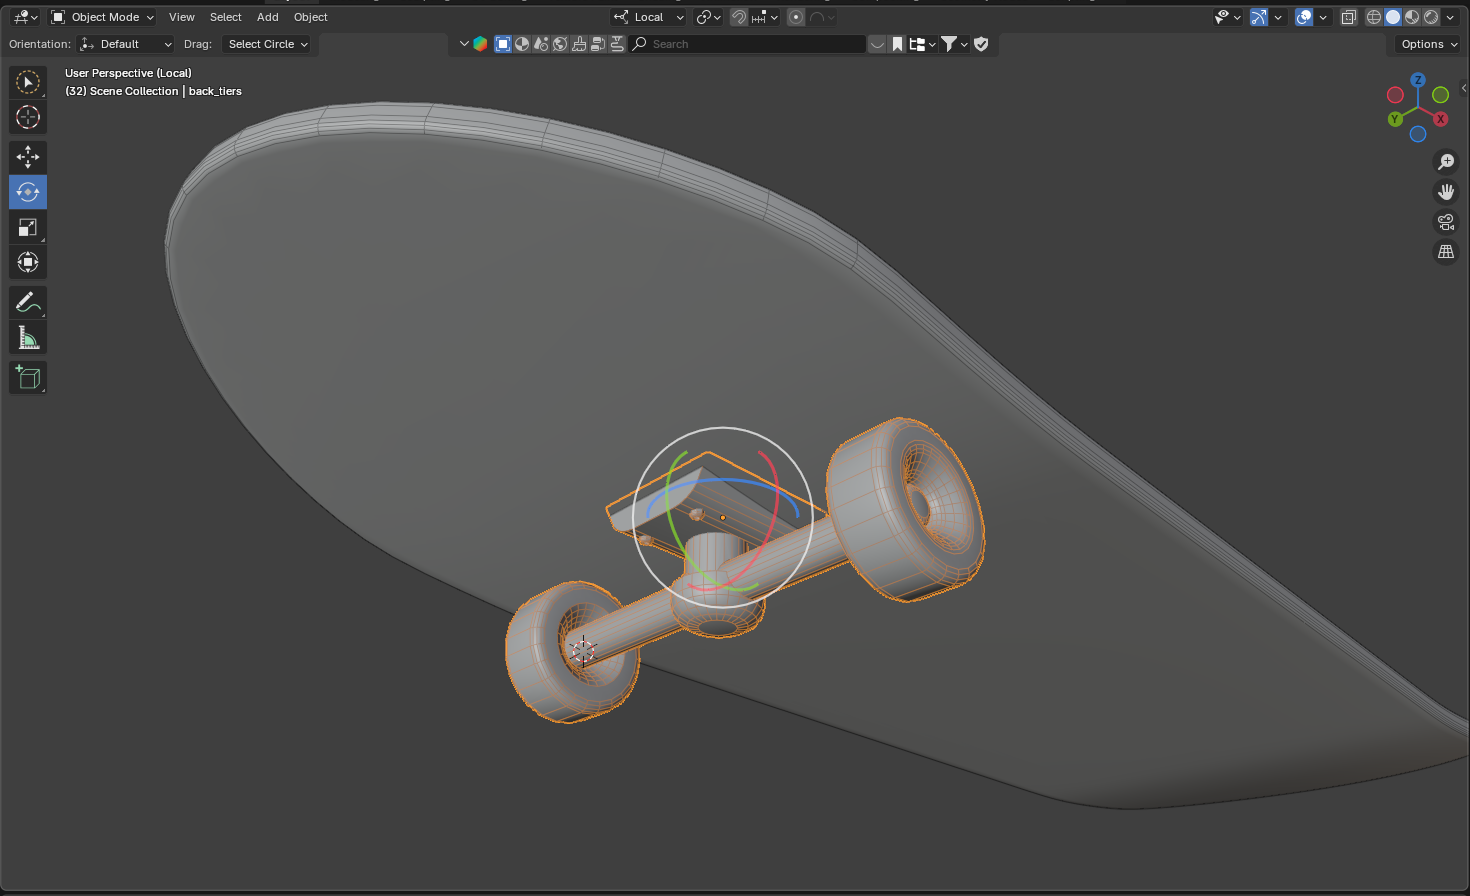 Object Mode View Select Add Object Local
Orientation: Default Drag: Select Circle Search Options
User Perspective (Local)
(32) Scene Collection | back_tiers
Z
Y X